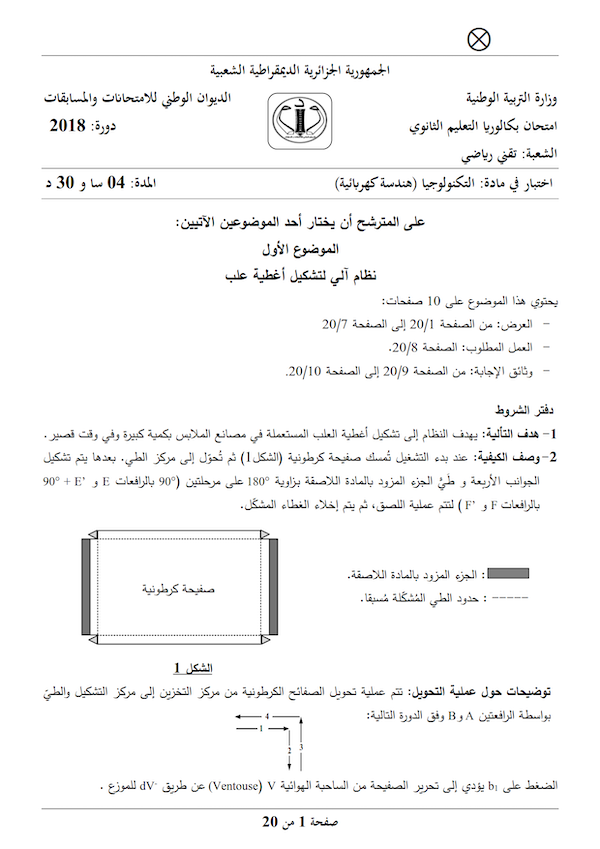 الجمهورية الجزائرية الديمقراطية الشعبية
وزارة التربية الوطنية
الديوان الوطني للامتحانات والمسابقات
امتحان بكالوريا التعليم الثانوي
دورة: 2018
الشعبة: تقني رياضي
اختبار في مادة: التكنولوجيا (هندسة كهربائية)
المدة: 04 سا و 30 د
على المترشح أن يختار أحد الموضوعين الآتيين:
الموضوع الأول
نظام آلي لتشكيل أغطية علب
يحتوي هذا الموضوع على 10 صفحات:
- العرض: من الصفحة 20/1 إلى الصفحة 20/7
- العمل المطلوب: الصفحة 20/8.
- وثائق الإجابة: من الصفحة 20/9 إلى الصفحة 20/10.
دفتر الشروط
1- هدف التألية: يهدف النظام إلى تشكيل أغطية العلب المستعملة في مصانع الملابس بكمية كبيرة وفي وقت قصير.
2- وصف الكيفية: عند بدء التشغيل تُمسك صفيحة كرطونية (الشكل1) ثم تُحوّل إلى مركز الطي. بعدها يتم تشكيل
الجوانب الأربعة و طَيُّ الجزء المزود بالمادة اللاصقة بزاوية 180° على مرحلتين (90° بالرافعات E و E’ + 90°
بالرافعات F و F’ ) لتتم عملية اللصق، ثم يتم إخلاء الغطاء المشكّل.
صفيحة كرطونية
: الجزء المزود بالمادة اللاصقة.
----- : حدود الطي المُشكّلة مُسبقا.
الشكل 1
توضيحات حول عملية التحويل: تتم عملية تحويل الصفائح الكرطونية من مركز التخزين إلى مركز التشكيل والطيّ
بواسطة الرافعتين A و B وفق الدورة التالية:
4
1
2
3
الضغط على b1 يؤدي إلى تحرير الصفيحة من الساحبة الهوائية V (Ventouse) عن طريق dV- للموزع .
صفحة 1 من 20